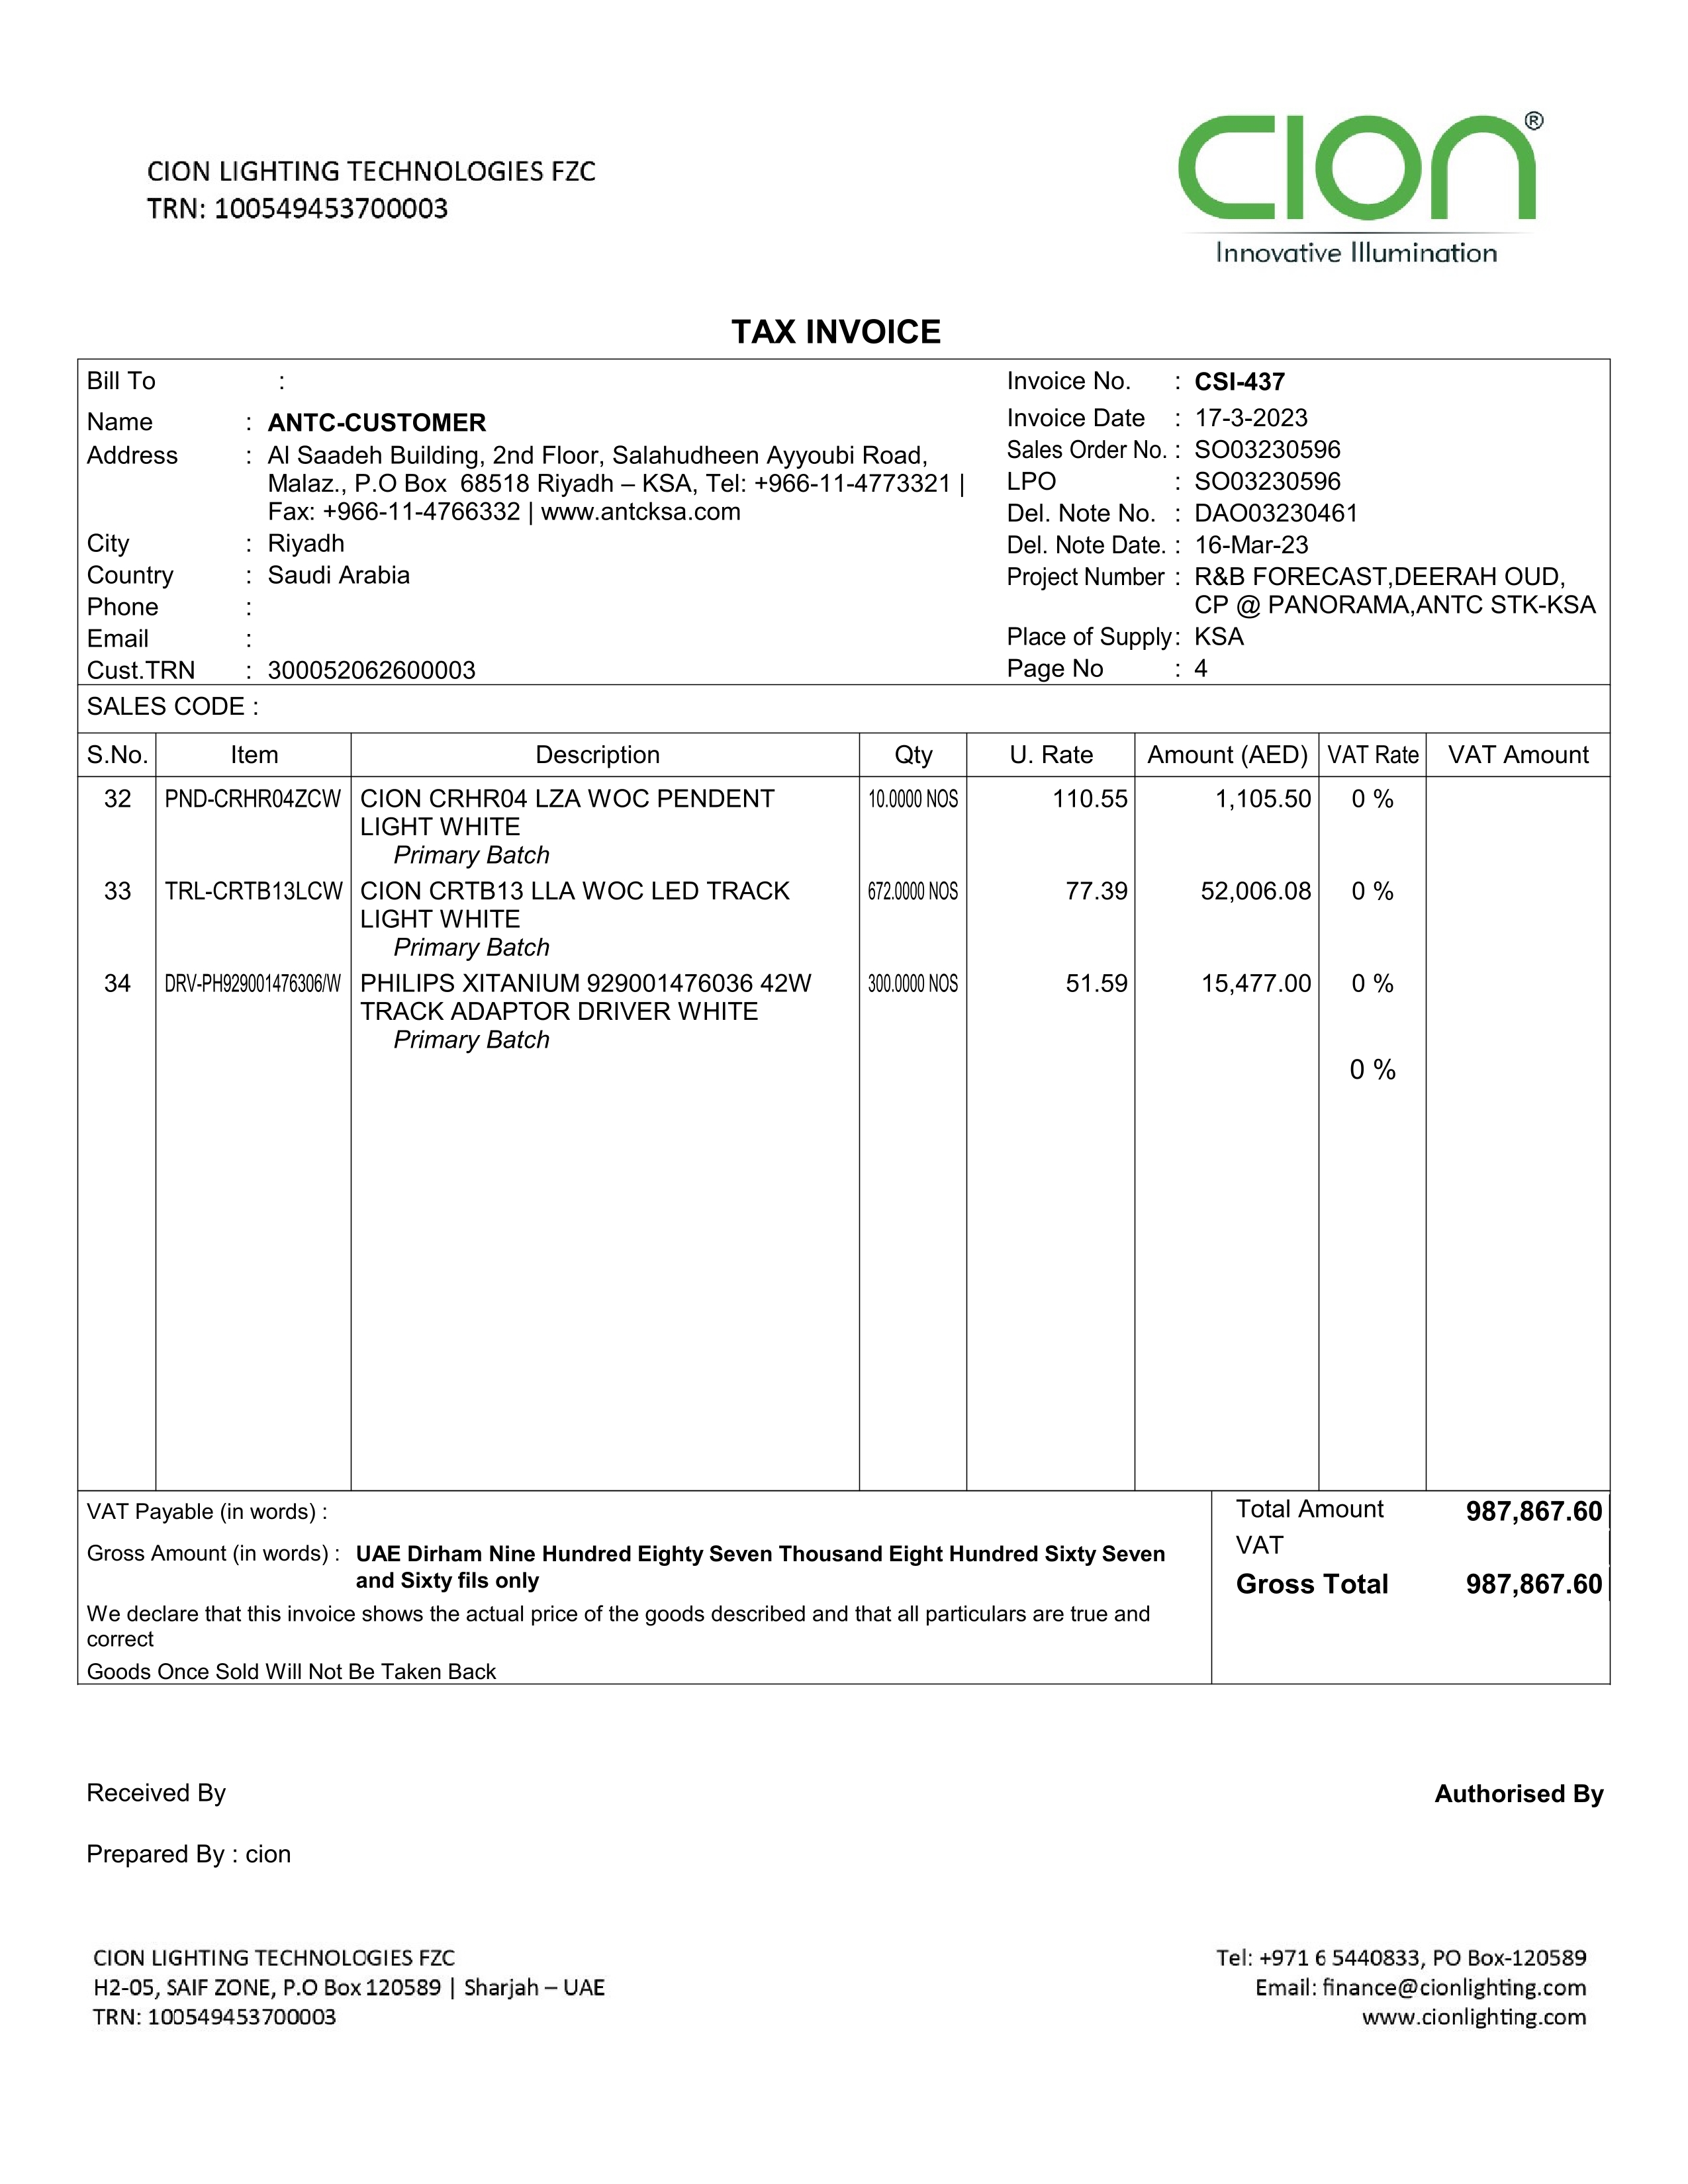 CION LIGHTING TECHNOLOGIES FZC
TRN: 100549453700003
CION®
Innovative Illumination
TAX INVOICE
Bill To :
Name : ANTC-CUSTOMER
Address : Al Saadeh Building, 2nd Floor, Salahudheen Ayyoubi Road,
Malaz., P.O Box 68518 Riyadh – KSA, Tel: +966-11-4773321 |
Fax: +966-11-4766332 | www.antcksa.com
City : Riyadh
Country : Saudi Arabia
Phone :
Email :
Cust.TRN : 300052062600003
Invoice No. : CSI-437
Invoice Date : 17-3-2023
Sales Order No. : SO03230596
LPO : SO03230596
Del. Note No. : DAO03230461
Del. Note Date. : 16-Mar-23
Project Number : R&B FORECAST,DEERAH OUD,
CP @ PANORAMA,ANTC STK-KSA
Place of Supply : KSA
Page No : 4
SALES CODE :
S.No. Item Description Qty U. Rate Amount (AED) VAT Rate VAT Amount
32 PND-CRHR04ZCW CION CRHR04 LZA WOC PENDENT 10.0000 NOS 110.55 1,105.50 0 %
LIGHT WHITE
Primary Batch
33 TRL-CRTB13LCW CION CRTB13 LLA WOC LED TRACK 672.0000 NOS 77.39 52,006.08 0 %
LIGHT WHITE
Primary Batch
34 DRV-PH929001476306/W PHILIPS XITANIUM 929001476036 42W 300.0000 NOS 51.59 15,477.00 0 %
TRACK ADAPTOR DRIVER WHITE
Primary Batch
0 %
VAT Payable (in words) :
Gross Amount (in words) : UAE Dirham Nine Hundred Eighty Seven Thousand Eight Hundred Sixty Seven
and Sixty fils only
We declare that this invoice shows the actual price of the goods described and that all particulars are true and
correct
Goods Once Sold Will Not Be Taken Back
Total Amount 987,867.60
VAT
Gross Total 987,867.60
Received By
Authorised By
Prepared By : cion
CION LIGHTING TECHNOLOGIES FZC
H2-05, SAIF ZONE, P.O Box 120589 | Sharjah – UAE
TRN: 100549453700003
Tel: +971 6 5440833, PO Box-120589
Email: finance@cionlighting.com
www.cionlighting.com